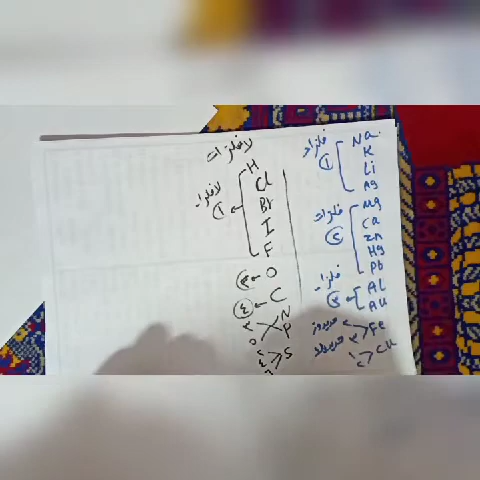 فلزات ① Na
K
Li
Ag
فلزات ② Mg
Ca
Zn
Hg
Pb
فلزات ③ Al
Au
Fe
Cu
لافلزات
H
Cl
لافلزات ① Br
I
F
O
④ C
N
P
S